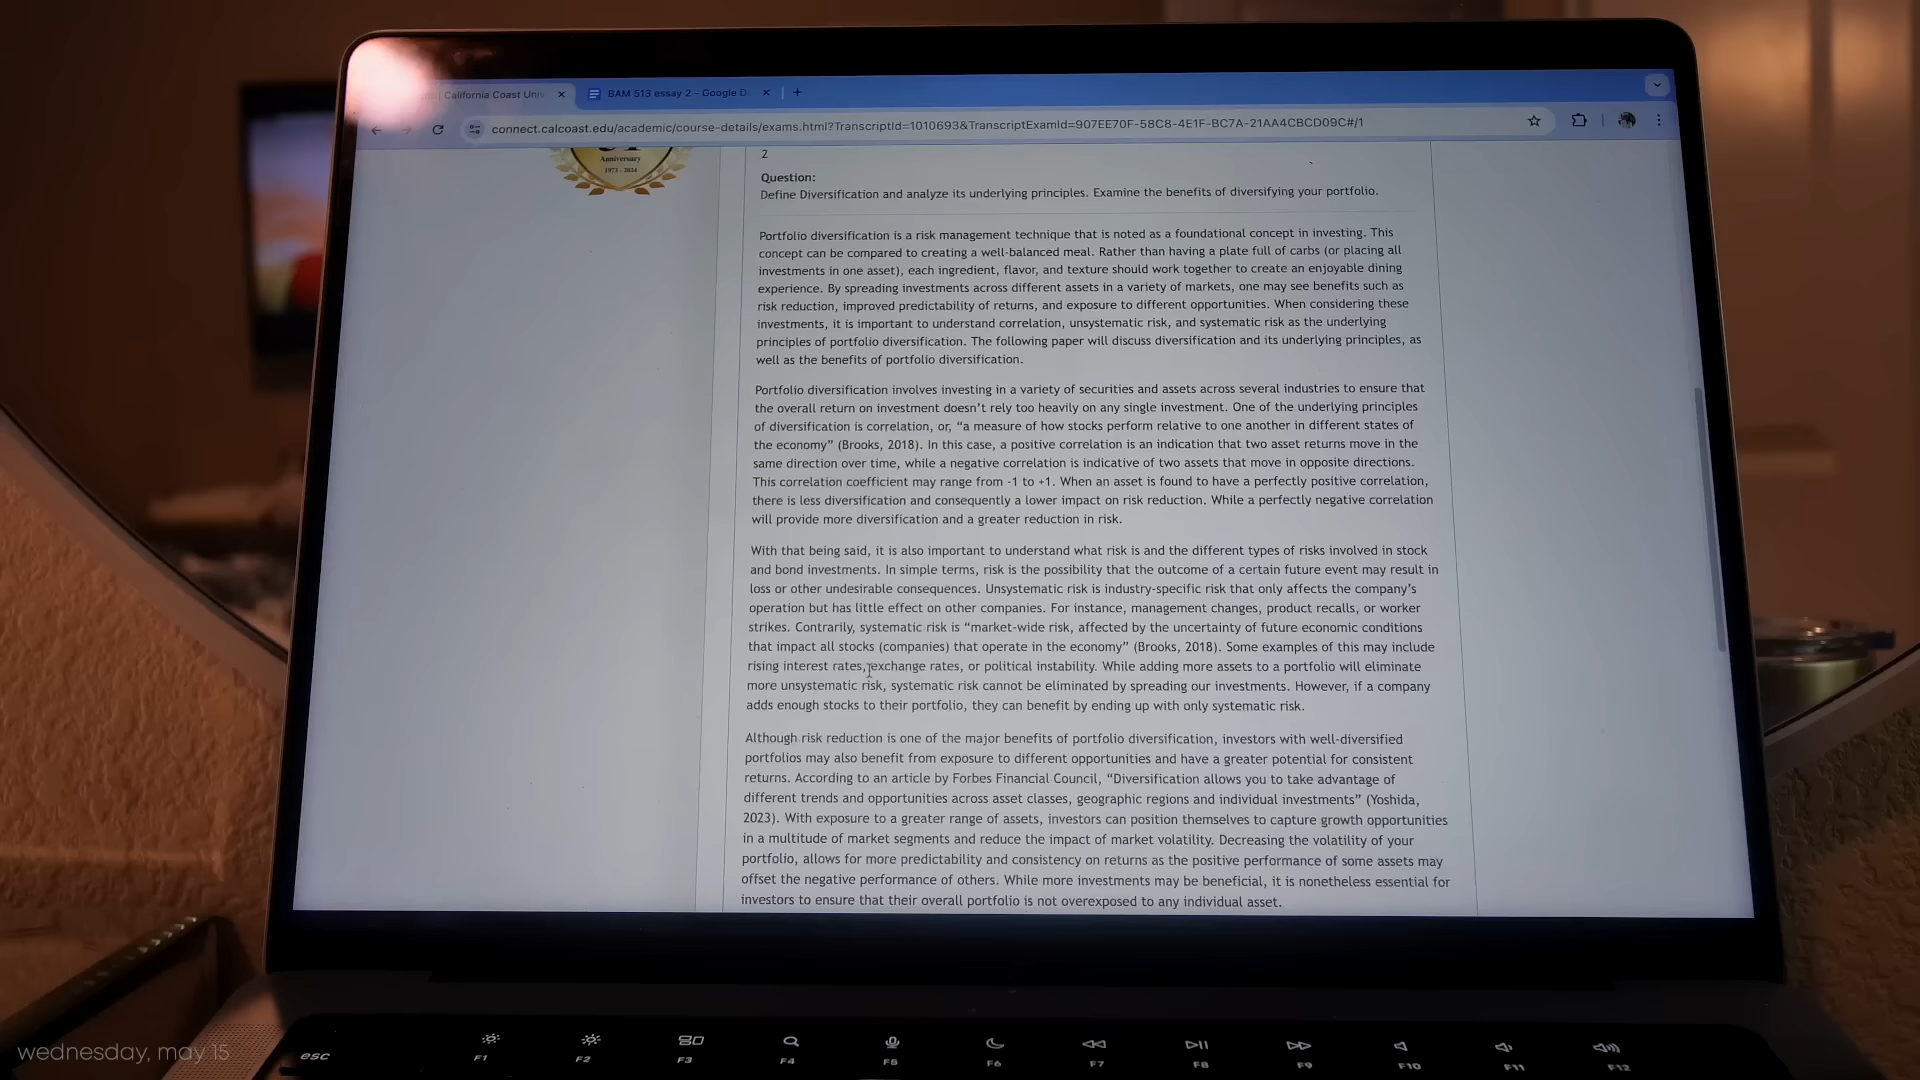 California Coast Univ
BAM 513 essay 2 - Google D
connect.calcoast.edu/academic/course-details/exams.html?TranscriptId=1010693&TranscriptExamId=907EE70F-58C8-4E1F-BC7A-21AA4CBCD09C#/1
Anniversary
1973 - 2024
2
Question:
Define Diversification and analyze its underlying principles. Examine the benefits of diversifying your portfolio.
Portfolio diversification is a risk management technique that is noted as a foundational concept in investing. This
concept can be compared to creating a well-balanced meal. Rather than having a plate full of carbs (or placing all
investments in one asset), each ingredient, flavor, and texture should work together to create an enjoyable dining
experience. By spreading investments across different assets in a variety of markets, one may see benefits such as
risk reduction, improved predictability of returns, and exposure to different opportunities. When considering these
investments, it is important to understand correlation, unsystematic risk, and systematic risk as the underlying
principles of portfolio diversification. The following paper will discuss diversification and its underlying principles, as
well as the benefits of portfolio diversification.
Portfolio diversification involves investing in a variety of securities and assets across several industries to ensure that
the overall return on investment doesn’t rely too heavily on any single investment. One of the underlying principles
of diversification is correlation, or, “a measure of how stocks perform relative to one another in different states of
the economy” (Brooks, 2018). In this case, a positive correlation is an indication that two asset returns move in the
same direction over time, while a negative correlation is indicative of two assets that move in opposite directions.
This correlation coefficient may range from -1 to +1. When an asset is found to have a perfectly positive correlation,
there is less diversification and consequently a lower impact on risk reduction. While a perfectly negative correlation
will provide more diversification and a greater reduction in risk.
With that being said, it is also important to understand what risk is and the different types of risks involved in stock
and bond investments. In simple terms, risk is the possibility that the outcome of a certain future event may result in
loss or other undesirable consequences. Unsystematic risk is industry-specific risk that only affects the company’s
operation but has little effect on other companies. For instance, management changes, product recalls, or worker
strikes. Contrarily, systematic risk is “market-wide risk, affected by the uncertainty of future economic conditions
that impact all stocks (companies) that operate in the economy” (Brooks, 2018). Some examples of this may include
rising interest rates, exchange rates, or political instability. While adding more assets to a portfolio will eliminate
more unsystematic risk, systematic risk cannot be eliminated by spreading our investments. However, if a company
adds enough stocks to their portfolio, they can benefit by ending up with only systematic risk.
Although risk reduction is one of the major benefits of portfolio diversification, investors with well-diversified
portfolios may also benefit from exposure to different opportunities and have a greater potential for consistent
returns. According to an article by Forbes Financial Council, “Diversification allows you to take advantage of
different trends and opportunities across asset classes, geographic regions and individual investments” (Yoshida,
2023). With exposure to a greater range of assets, investors can position themselves to capture growth opportunities
in a multitude of market segments and reduce the impact of market volatility. Decreasing the volatility of your
portfolio, allows for more predictability and consistency on returns as the positive performance of some assets may
offset the negative performance of others. While more investments may be beneficial, it is nonetheless essential for
investors to ensure that their overall portfolio is not overexposed to any individual asset.
esc F1 F2 F3 F4 F5 F6 F7 F8 F9 F10 F11 F12
wednesday, may 15